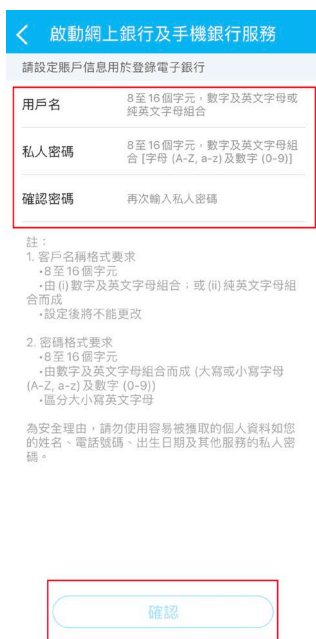 啟動網上銀行及手機銀行服務
請設定賬戶信息用於登錄電子銀行
用戶名
8至16個字元，數字及英文字母或
純英文字母組合
私人密碼
8至16個字元，數字及英文字母組
合 [字母 (A-Z, a-z)及數字 (0-9)]
確認密碼
再次輸入私人密碼
註：
1. 客戶名稱格式要求
•8至16個字元
•由 (i) 數字及英文字母組合；或 (ii) 純英文字母組
合而成
•設定後將不能更改
2. 密碼格式要求
•8至16個字元
•由數字及英文字母組合而成 (大寫或小寫字母
(A-Z, a-z) 及數字 (0-9))
•區分大小寫英文字母
為安全理由，請勿使用容易被獲取的個人資料如您
的姓名、電話號碼、出生日期及其他服務的私人密
碼。
確認